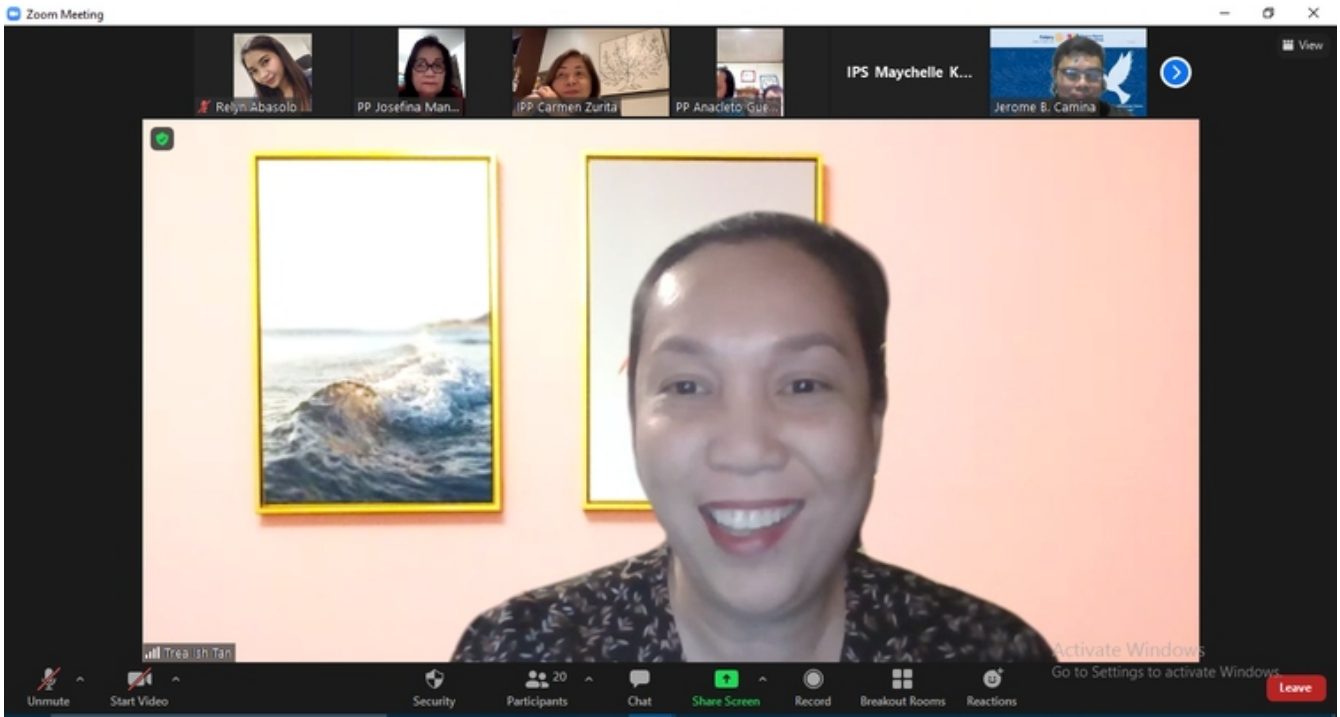 Zoom Meeting
View
Relyn Abasolo
PP Josefina Man...
IPP Carmen Zurita
PP Anacleto Gue...
IPS Maychelle K...
Jerome B. Camina
Trea Ish Tan
Activate Windows
Go to Settings to activate Windows.
Unmute
Start Video
Security
20
Participants
Chat
Share Screen
Record
Breakout Rooms
Reactions
Leave